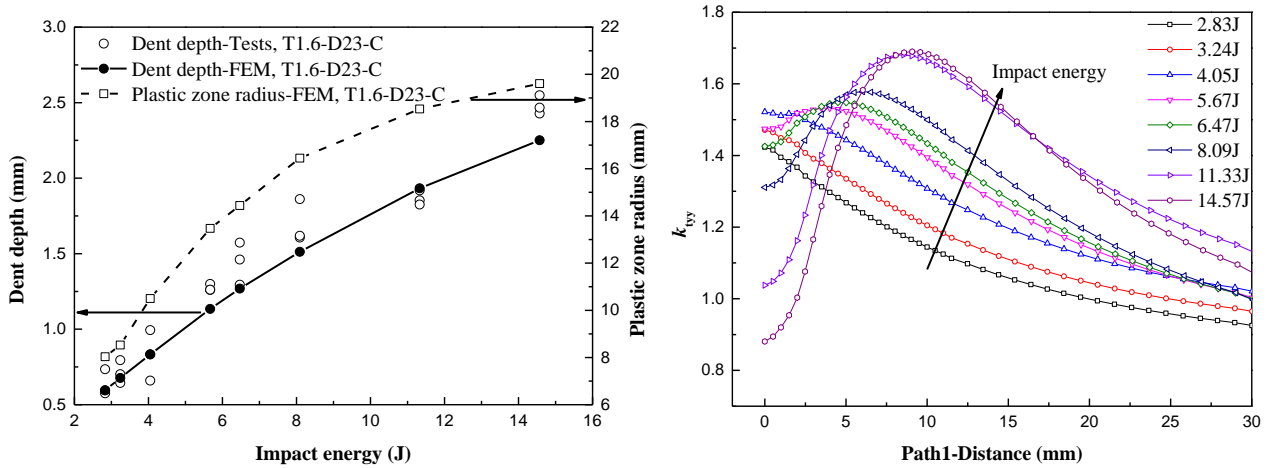 3.0
2.5
2.0
1.5
1.0
0.5
Dent depth (mm)
Dent depth-Tests, T1.6-D23-C
Dent depth-FEM, T1.6-D23-C
Plastic zone radius-FEM, T1.6-D23-C
22
20
18
16
14
12
10
8
6
Plastic zone radius (mm)
2 4 6 8 10 12 14 16
Impact energy (J)
1.8
1.6
1.4
1.2
1.0
0.8
k_tyy
Impact energy
2.83J
3.24J
4.05J
5.67J
6.47J
8.09J
11.33J
14.57J
0 5 10 15 20 25 30
Path1-Distance (mm)